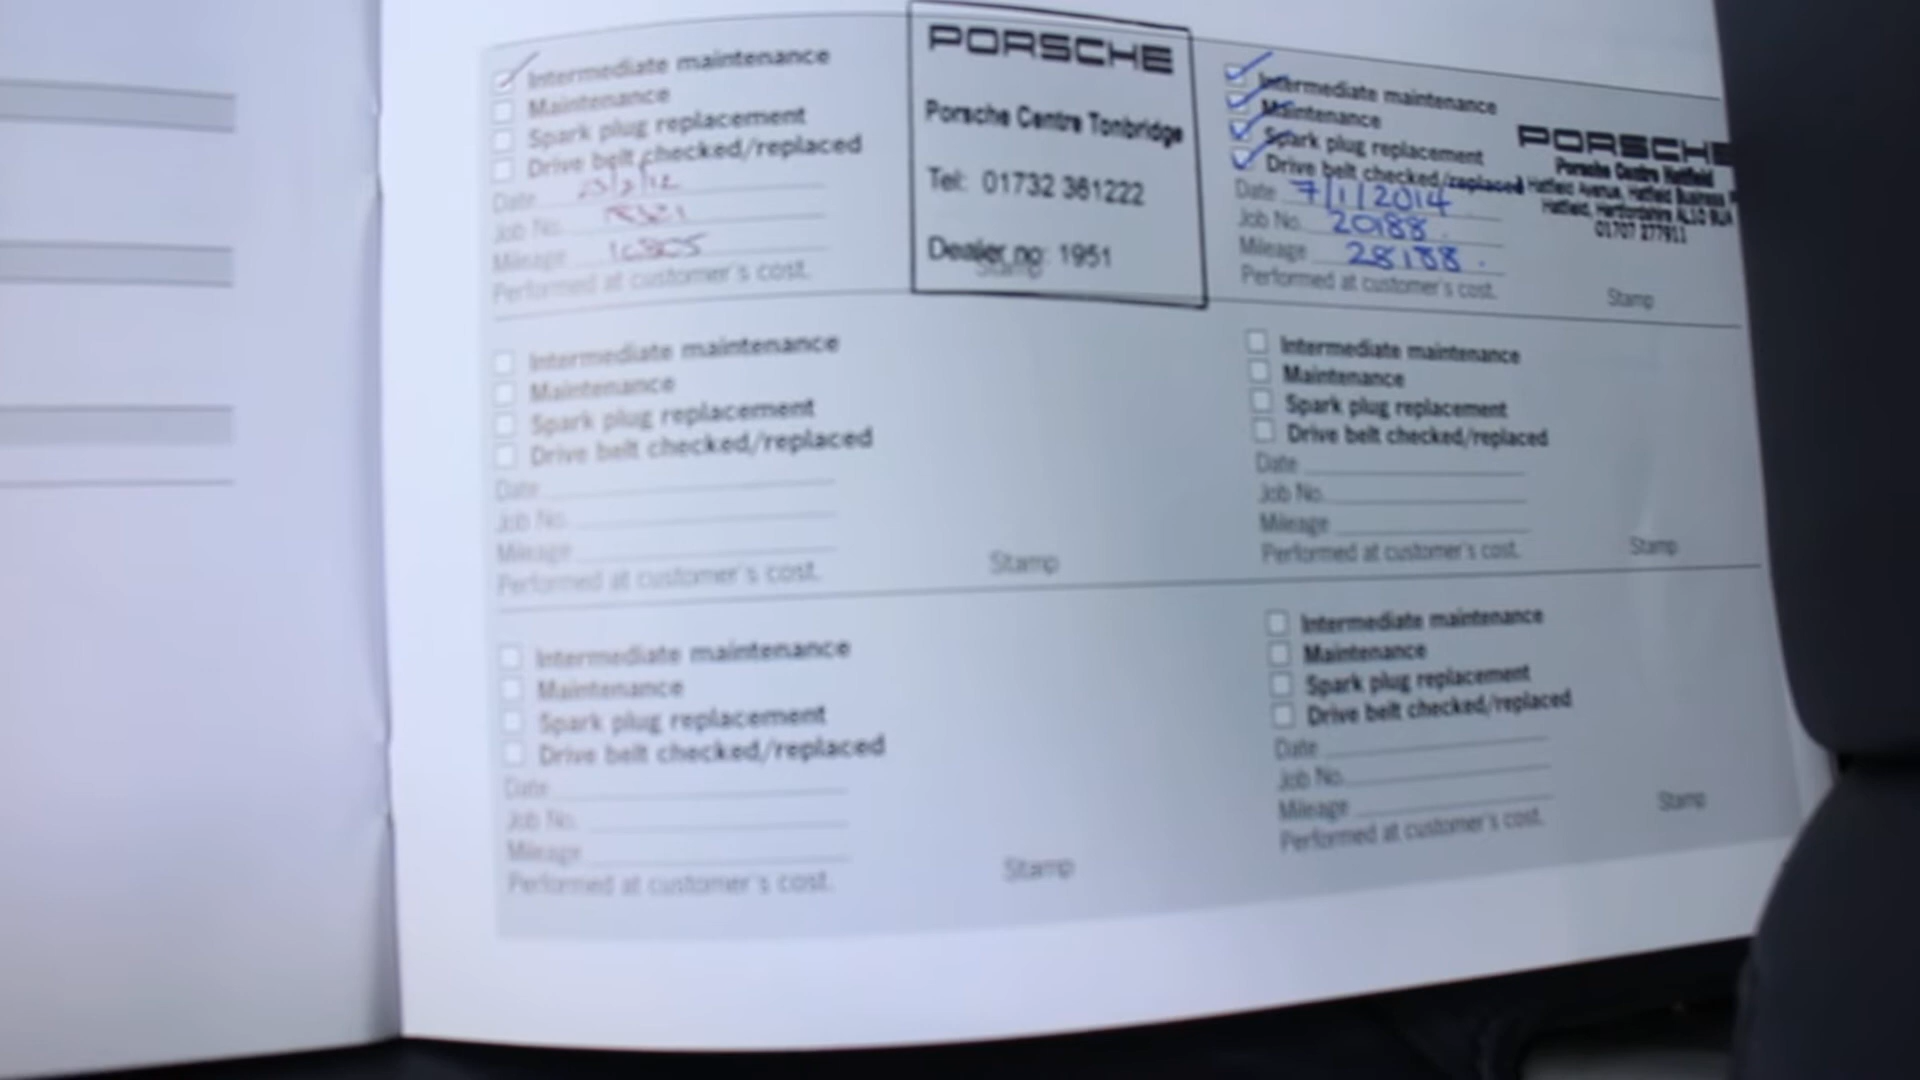 Intermediate maintenance
Maintenance
Spark plug replacement
Drive belt checked/replaced
Date
Job No.
Mileage
Performed at customer's cost.
PORSCHE
Porsche Centre Tonbridge
Tel: 01732 361222
Dealer no: 1951
Stamp
Intermediate maintenance
Maintenance
Spark plug replacement
Drive belt checked/replaced
Date 7/1/2014
Job No. 20188
Mileage 28188
Performed at customer's cost.
PORSCHE
Porsche Centre Hatfield
Hatfield Avenue, Hatfield Business
Hatfield, Hertfordshire AL10
01707 277911
Stamp
Intermediate maintenance
Maintenance
Spark plug replacement
Drive belt checked/replaced
Date
Job No.
Mileage
Performed at customer's cost.
Stamp
Intermediate maintenance
Maintenance
Spark plug replacement
Drive belt checked/replaced
Date
Job No.
Mileage
Performed at customer's cost.
Stamp
Intermediate maintenance
Maintenance
Spark plug replacement
Drive belt checked/replaced
Date
Job No.
Mileage
Performed at customer's cost.
Stamp
Intermediate maintenance
Maintenance
Spark plug replacement
Drive belt checked/replaced
Date
Job No.
Mileage
Performed at customer's cost.
Stamp